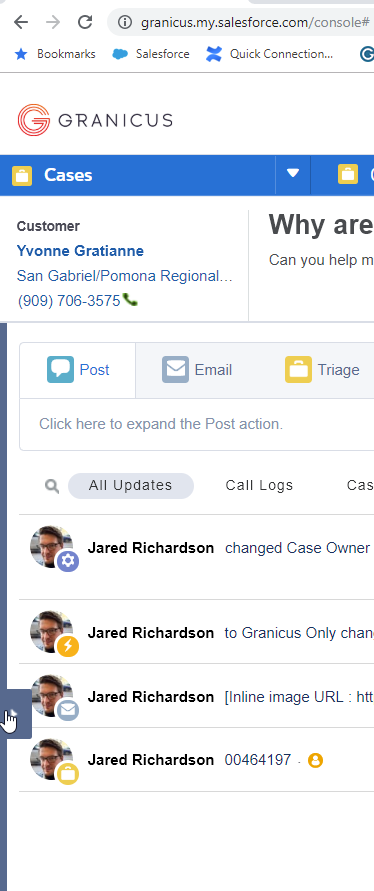 granicus.my.salesforce.com/console#
Bookmarks Salesforce Quick Connection...
GRANICUS
Cases
Customer
Yvonne Gratianne
San Gabriel/Pomona Regional...
(909) 706-3575
Why are
Can you help m
Post Email Triage
Click here to expand the Post action.
All Updates Call Logs Cas
Jared Richardson changed Case Owner
Jared Richardson to Granicus Only chan
Jared Richardson [Inline image URL : htt
Jared Richardson 00464197 .